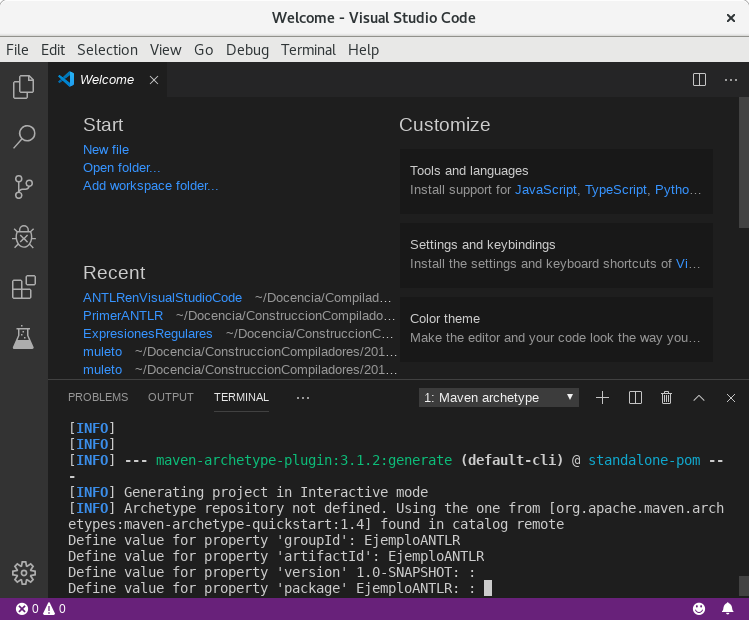 Welcome - Visual Studio Code
File Edit Selection View Go Debug Terminal Help
Welcome
Start
New file
Open folder...
Add workspace folder...
Recent
ANTLRenVisualStudioCode ~/Docencia/Compilad...
PrimerANTLR ~/Docencia/ConstruccionCompilado...
ExpresionesRegulares ~/Docencia/ConstruccionC...
muleto ~/Docencia/ConstruccionCompiladores/201...
muleto ~/Docencia/ConstruccionCompiladores/201...
Customize
Tools and languages
Install support for JavaScript, TypeScript, Pytho...
Settings and keybindings
Install the settings and keyboard shortcuts of Vi...
Color theme
Make the editor and your code look the way you...
PROBLEMS OUTPUT TERMINAL ... 1: Maven archetype
[INFO]
[INFO]
[INFO] --- maven-archetype-plugin:3.1.2:generate (default-cli) @ standalone-pom --
-
[INFO] Generating project in Interactive mode
[INFO] Archetype repository not defined. Using the one from [org.apache.maven.arch
etypes:maven-archetype-quickstart:1.4] found in catalog remote
Define value for property 'groupId': EjemploANTLR
Define value for property 'artifactId': EjemploANTLR
Define value for property 'version' 1.0-SNAPSHOT: :
Define value for property 'package' EjemploANTLR: :
0 0